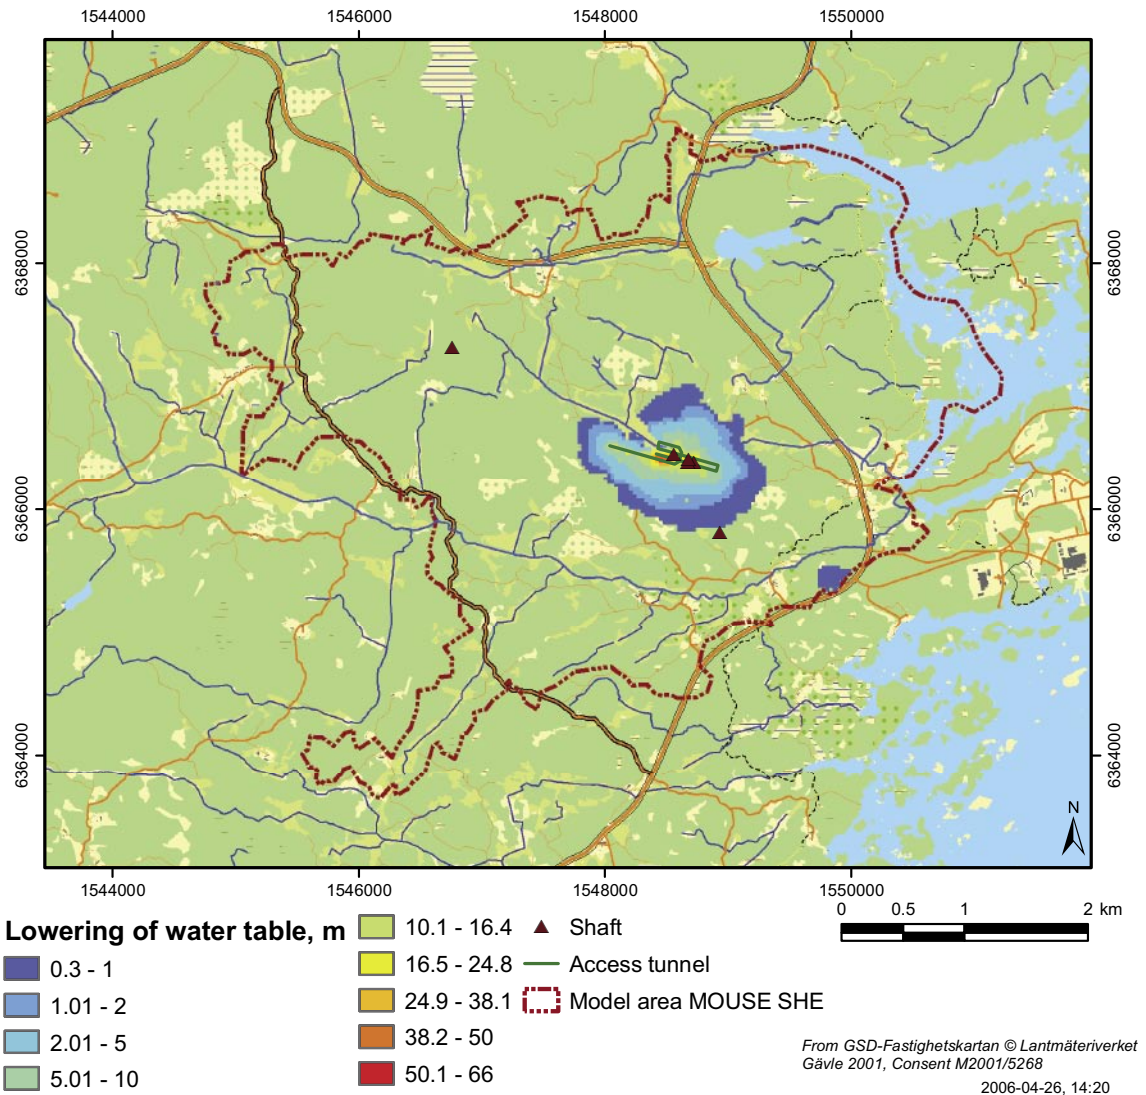 1544000 1546000 1548000 1550000
6368000 6368000
6366000 6366000
6364000 6364000
N
1544000 1546000 1548000 1550000
0 0.5 1 2 km
Lowering of water table, m
0.3 - 1
1.01 - 2
2.01 - 5
5.01 - 10
10.1 - 16.4
16.5 - 24.8
24.9 - 38.1
38.2 - 50
50.1 - 66
Shaft
Access tunnel
Model area MOUSE SHE
From GSD-Fastighetskartan © Lantmäteriverket
Gävle 2001, Consent M2001/5268
2006-04-26, 14:20